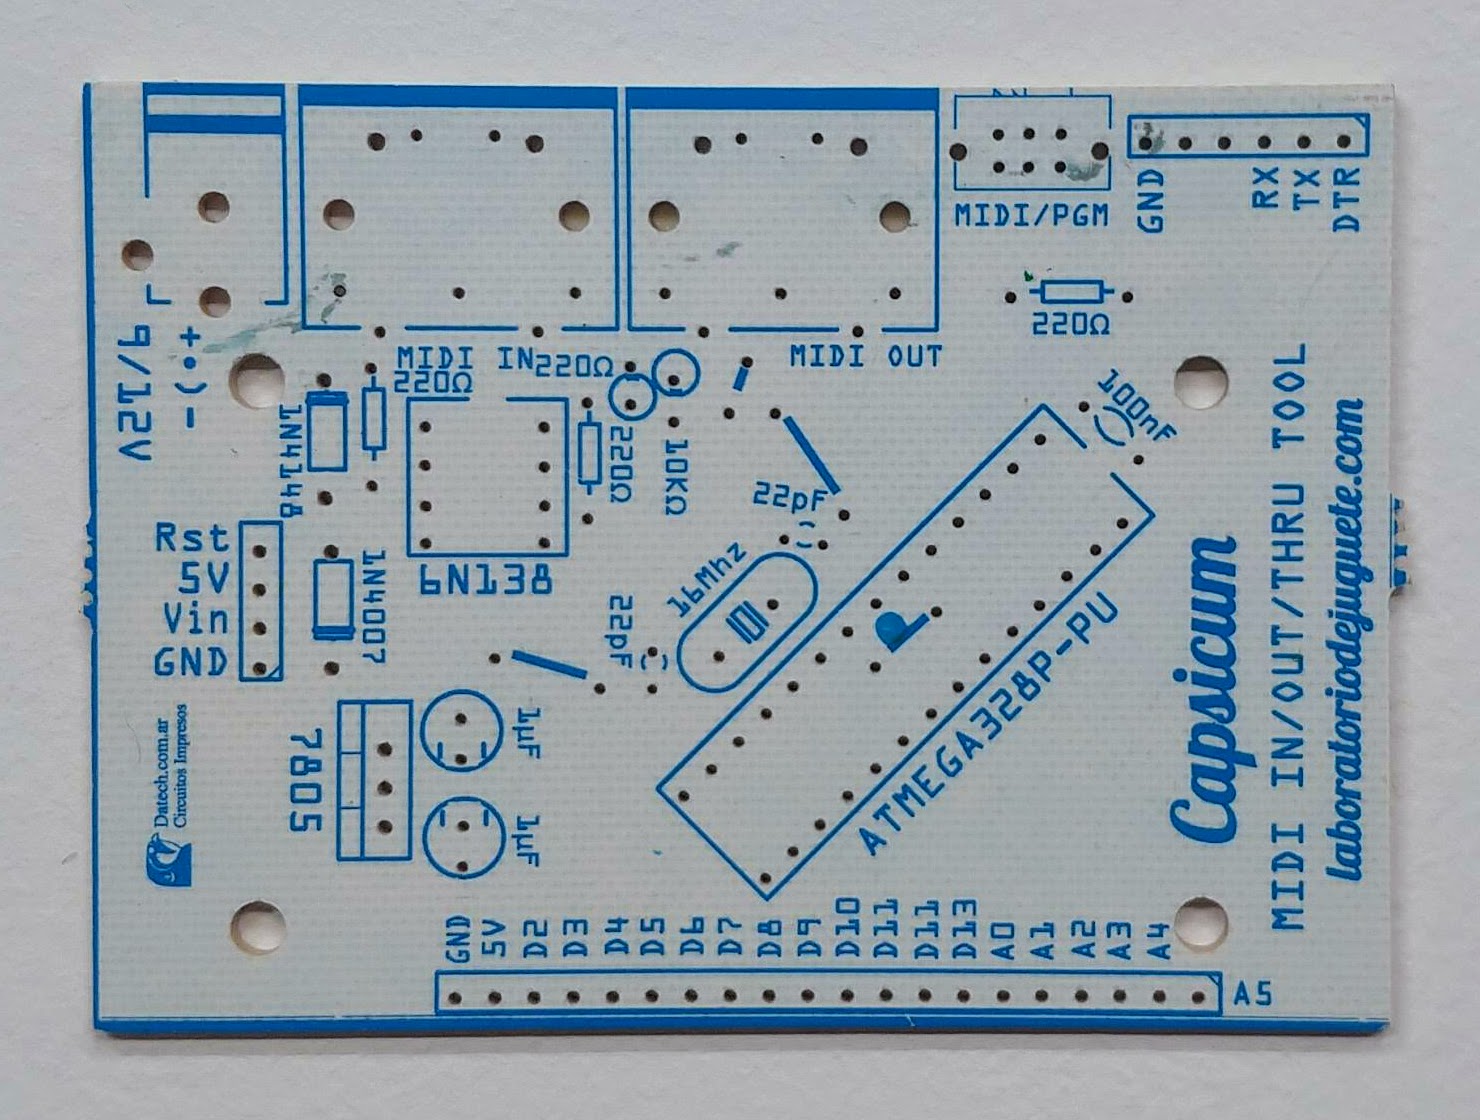 MIDI/PGM
GND
RX
TX
DTR
220Ω
9/12V
-(•+
MIDI IN
220Ω
220Ω
MIDI OUT
1N4148
220Ω
10KΩ
100nF
22pF
Rst
5V
Vin
GND
6N138
1N4007
16Mhz
22pF
ATMEGA328P-PU
Capsicum
MIDI IN/OUT/THRU TOOL
laboratoriodejuguete.com
Datech.com.ar
Circuitos Impresos
7805
1µF
1µF
GND
5V
D2
D3
D4
D5
D6
D7
D8
D9
D10
D11
D11
D13
A0
A1
A2
A3
A4
A5